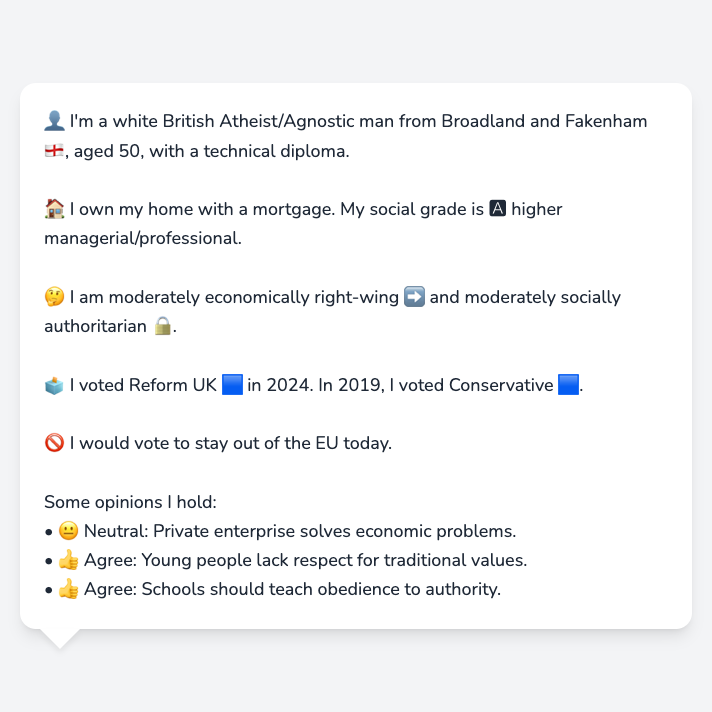 👤 I'm a white British Atheist/Agnostic man from Broadland and Fakenham
🏴󠁧󠁢󠁥󠁮󠁧󠁿, aged 50, with a technical diploma.
🏠 I own my home with a mortgage. My social grade is 🅰 higher
managerial/professional.
🤔 I am moderately economically right-wing ➡️ and moderately socially
authoritarian 🔒.
🗳️ I voted Reform UK 🟦 in 2024. In 2019, I voted Conservative 🟦.
🚫 I would vote to stay out of the EU today.
Some opinions I hold:
• 😐 Neutral: Private enterprise solves economic problems.
• 👍 Agree: Young people lack respect for traditional values.
• 👍 Agree: Schools should teach obedience to authority.